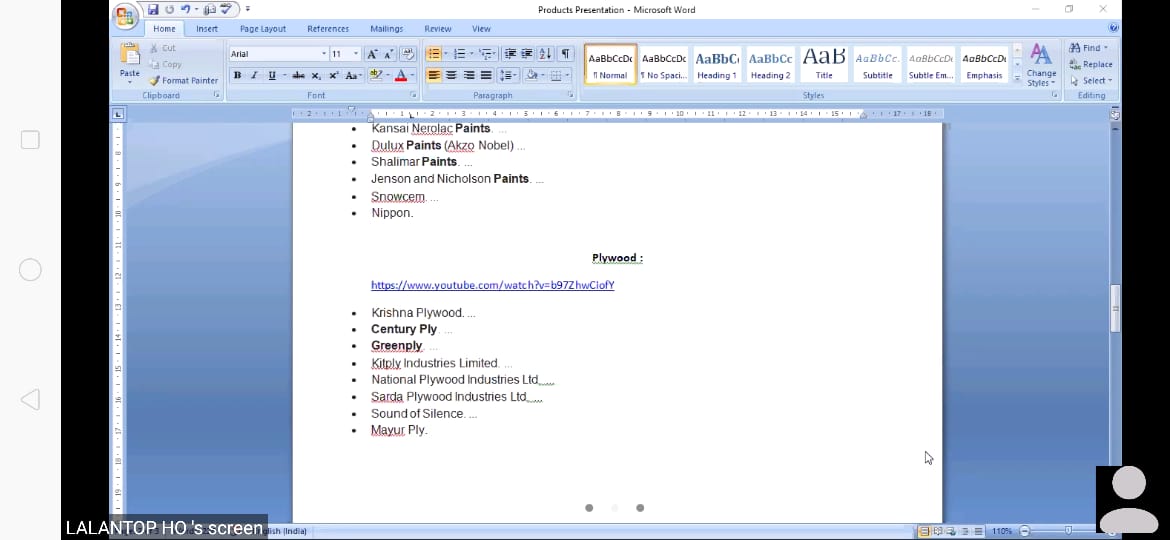 Products Presentation - Microsoft Word
Home Insert Page Layout References Mailings Review View
Paste
Cut
Copy
Format Painter
Clipboard
Arial 11
B I U abc x₂ x² Aa
Font
Paragraph
AaBbCcDc AaBbCcDc AaBbC AaBbCc AaB AaBbCc. AaBbCcDc AaBbCcDc
¶ Normal ¶ No Spaci... Heading 1 Heading 2 Title Subtitle Subtle Em... Emphasis
Change Styles
Styles
Find
Replace
Select
Editing
Kansai Nerolac Paints. ...
Dulux Paints (Akzo Nobel) ...
Shalimar Paints. ...
Jenson and Nicholson Paints. ...
Snowcem. ...
Nippon.
Plywood :
https://www.youtube.com/watch?v=b97ZhwCiofY
Krishna Plywood. ...
Century Ply. ...
Greenply. ...
Kitply Industries Limited. ...
National Plywood Industries Ltd. ...
Sarda Plywood Industries Ltd. ...
Sound of Silence. ...
Mayur Ply.
LALANTOP HO 's screen
lish (India)
110%